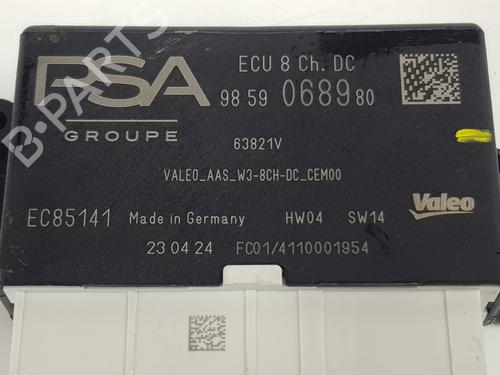 PSA
GROUPE
ECU 8 Ch. DC
98 59 0689 80
63821V
VALEO_AAS_W3-8CH-DC_CEM00
EC85141 Made in Germany HW04 SW14
Valeo
23 04 24 FC01/4110001954